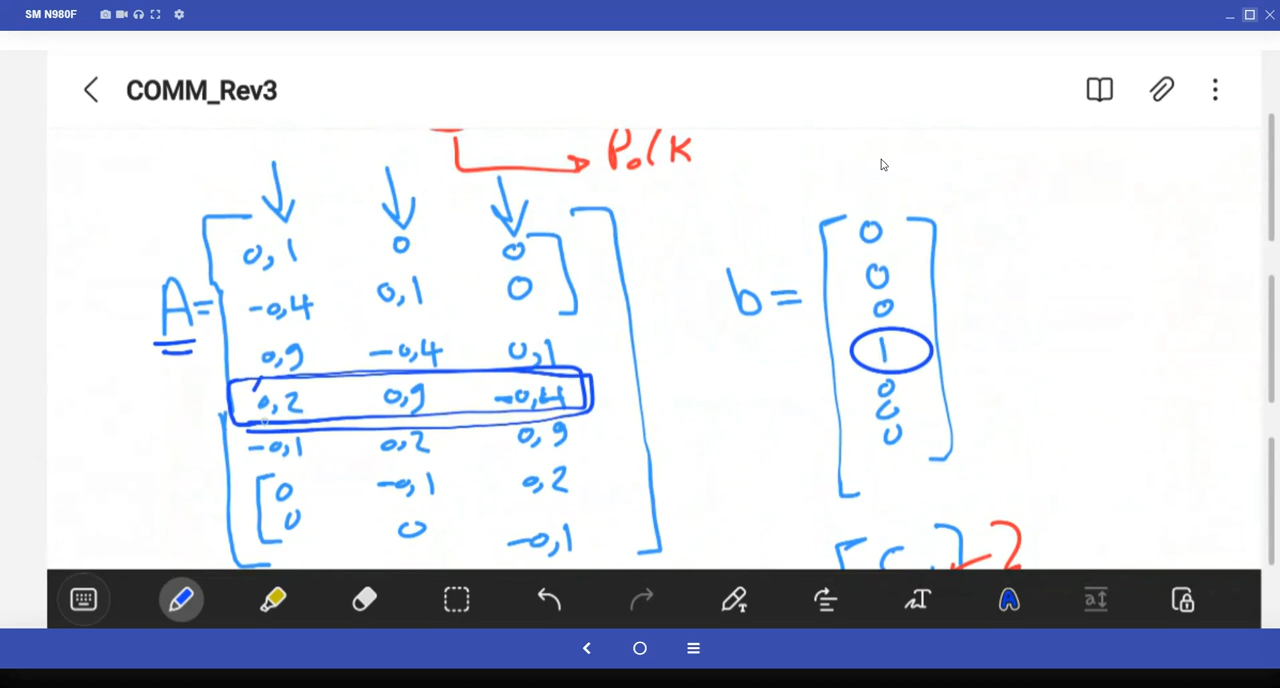 SM N980F
COMM_Rev3
Po/K
A=
0,1 0 0
-0,4 0,1 0
0,9 -0,4 0,1
0,2 0,9 -0,4
-0,1 0,2 0,9
0 -0,1 0,2
0 0 -0,1
b=
0
0
0
1
0
0
0
2
T
A
a